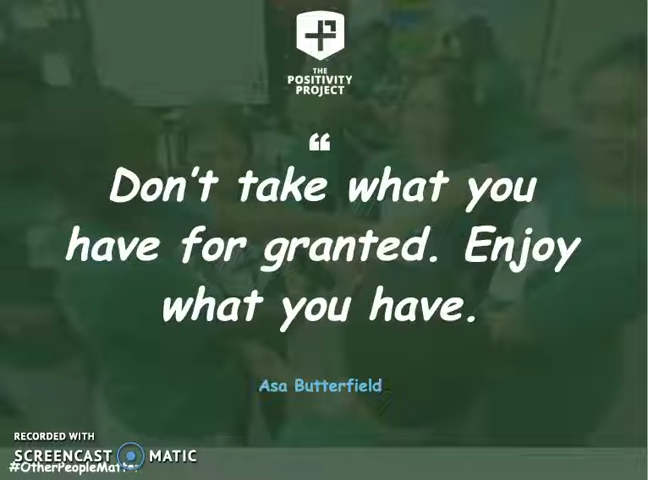 THE
POSITIVITY
PROJECT
“
Don't take what you
have for granted. Enjoy
what you have.
Asa Butterfield
RECORDED WITH
SCREENCAST MATIC
#OtherPeopleMatter